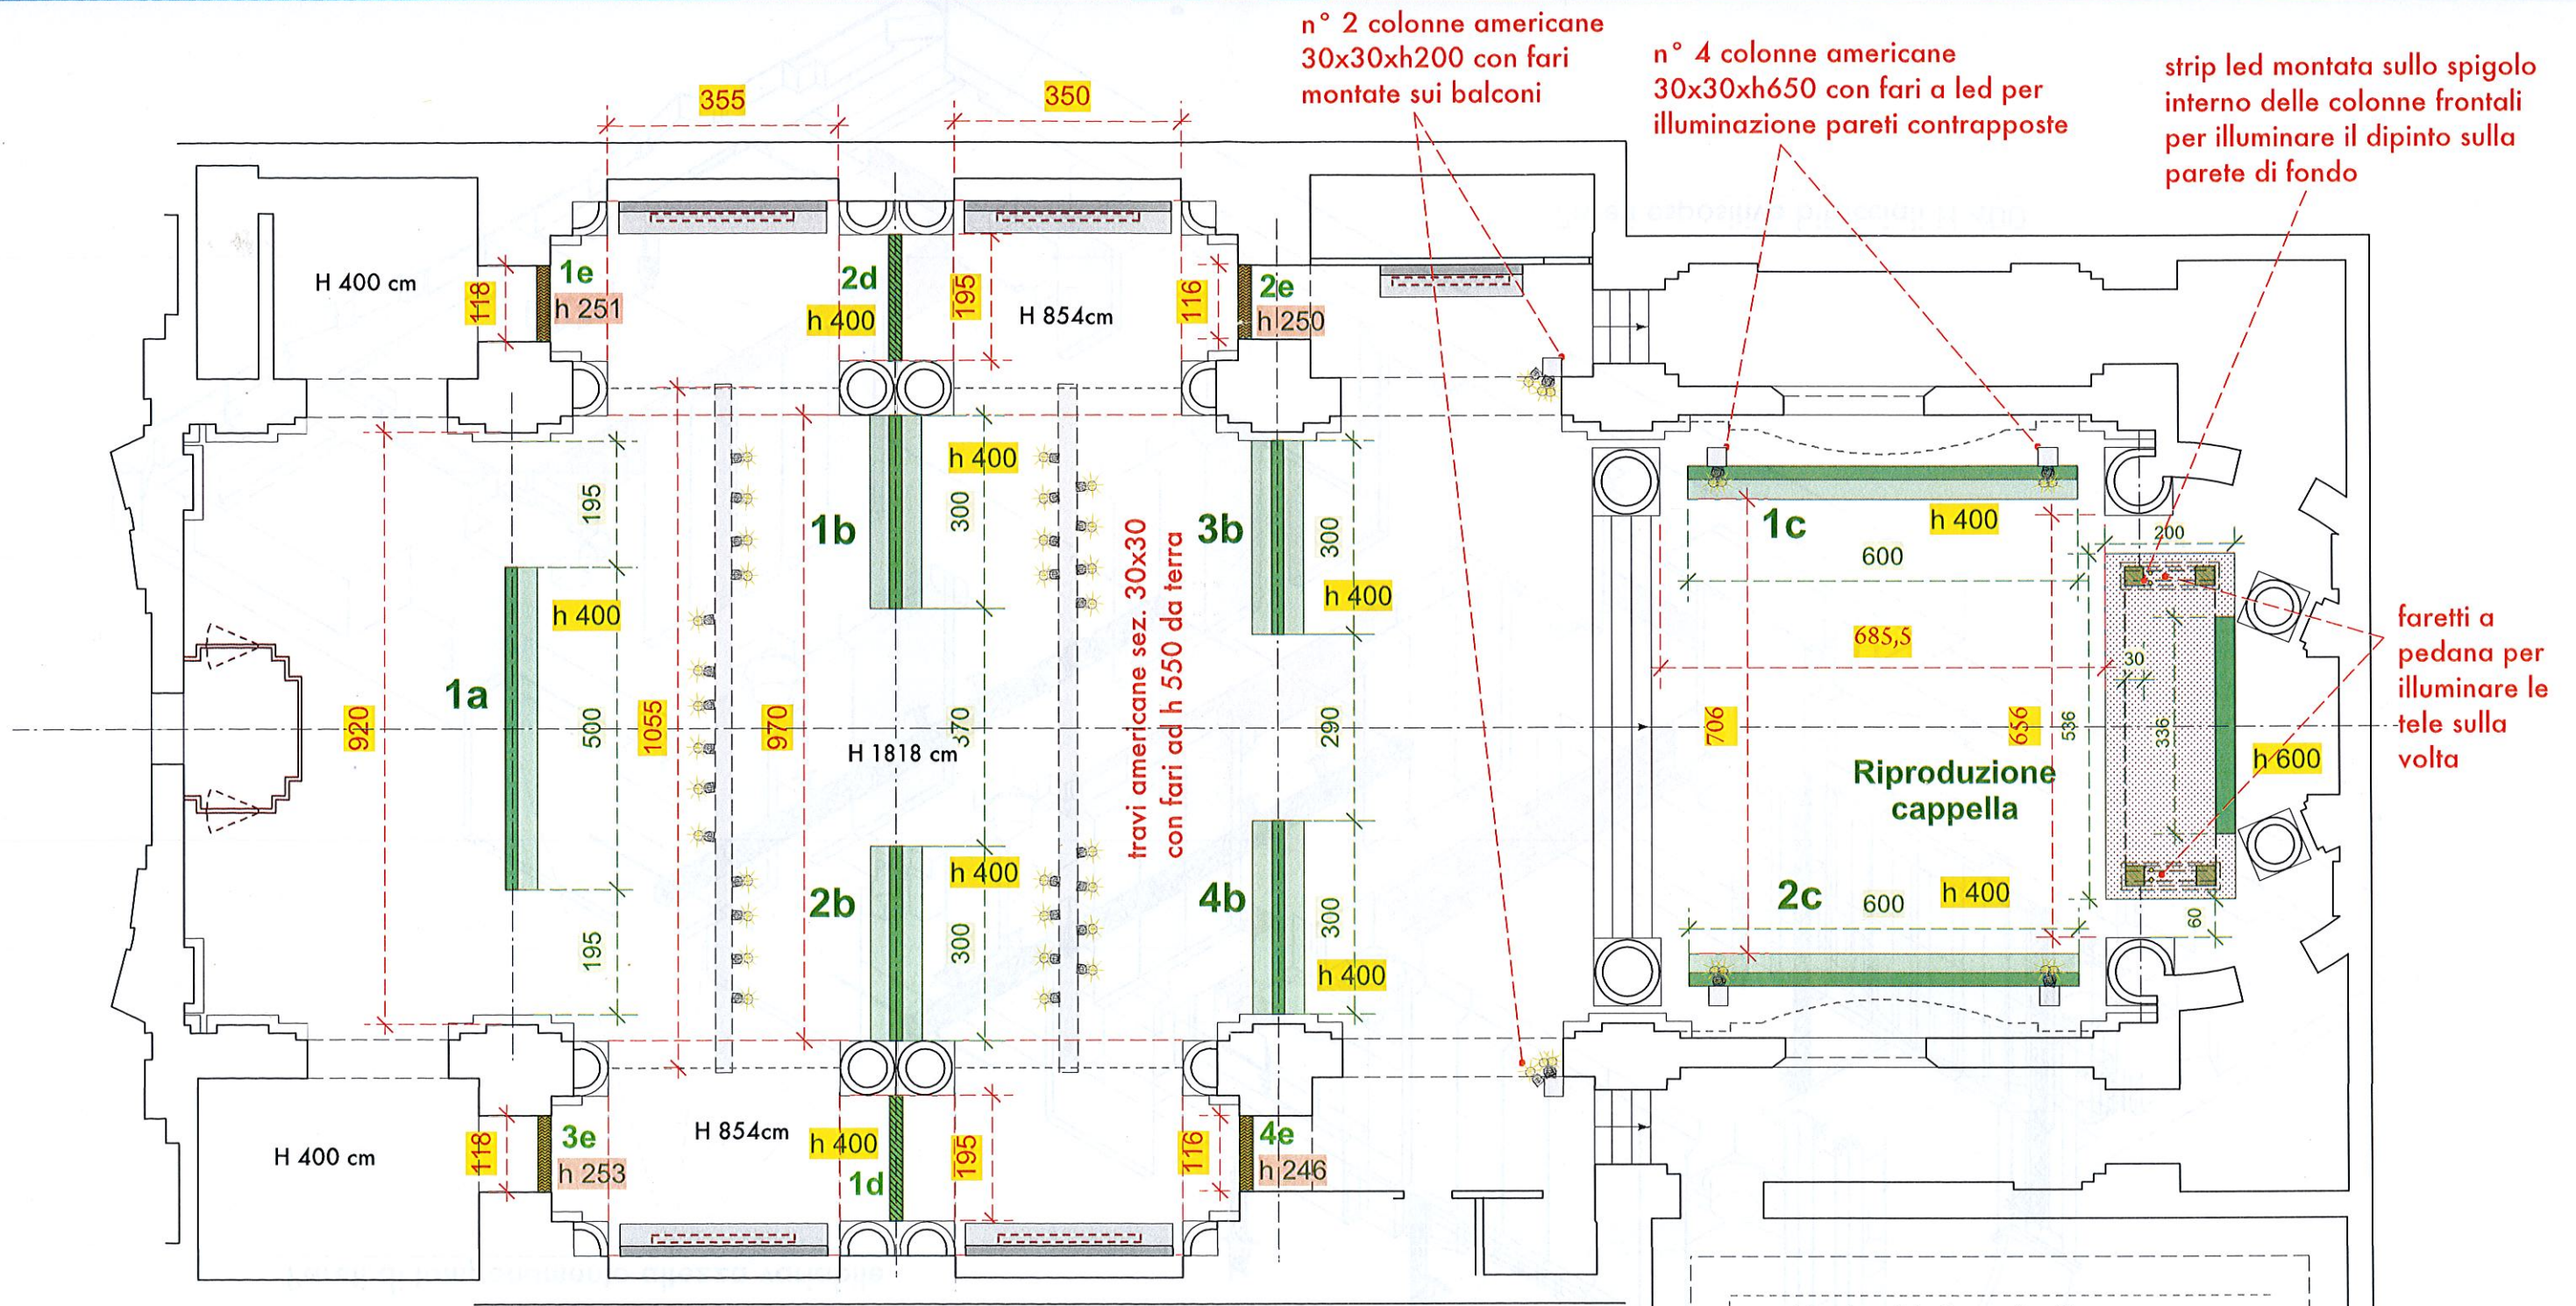 n° 2 colonne americane
30x30xh200 con fari
montate sui balconi
n° 4 colonne americane
30x30xh650 con fari a led per
illuminazione pareti contrapposte
strip led montata sullo spigolo
interno delle colonne frontali
per illuminare il dipinto sulla
parete di fondo
355
350
H 400 cm
118
1e
h 251
2d
h 400
195
H 854cm
116
2e
h 250
h 400
195
h 400
1b
300
3b
300
h 400
1c
h 400
600
200
travi americane sez. 30x30
con fari ad h 550 da terra
685,5
30
faretti a
pedana per
illuminare le
tele sulla
volta
1a
920
500
1055
970
370
H 1818 cm
290
706
656
536
336
h 600
Riproduzione
cappella
h 400
2b
300
195
4b
300
h 400
2c
600
h 400
60
H 400 cm
118
3e
h 253
H 854cm
h 400
1d
195
116
4e
h 246